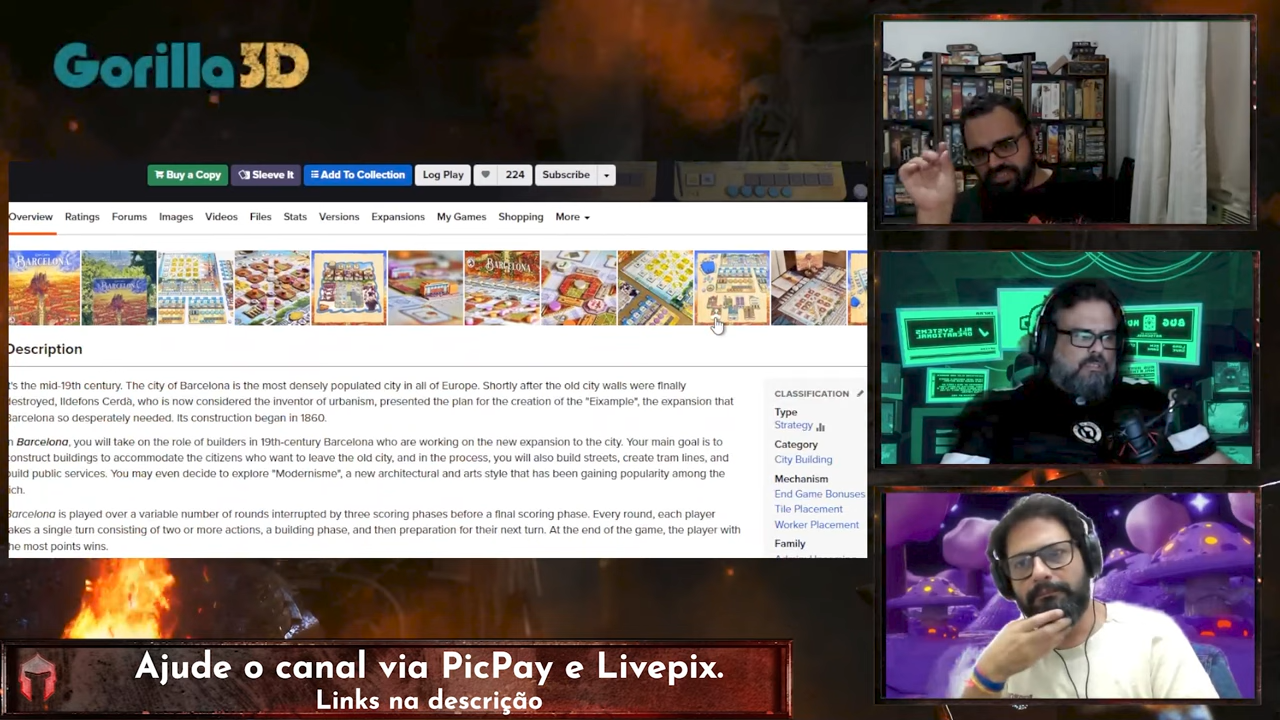 Gorilla3D
Buy a Copy
Sleeve It
Add To Collection
Log Play
224
Subscribe
Overview
Ratings
Forums
Images
Videos
Files
Stats
Versions
Expansions
My Games
Shopping
More
BARCELONA
BARCELONA
BARCELONA
Description
t's the mid-19th century. The city of Barcelona is the most densely populated city in all of Europe. Shortly after the old city walls were finally
destroyed, Ildefons Cerdà, who is now considered the inventor of urbanism, presented the plan for the creation of the "Eixample", the expansion that
Barcelona so desperately needed. Its construction began in 1860.
n Barcelona, you will take on the role of builders in 19th-century Barcelona who are working on the new expansion to the city. Your main goal is to
construct buildings to accommodate the citizens who want to leave the old city, and in the process, you will also build streets, create tram lines, and
build public services. You may even decide to explore "Modernisme", a new architectural and arts style that has been gaining popularity among the
rich.
Barcelona is played over a variable number of rounds interrupted by three scoring phases before a final scoring phase. Every round, each player
akes a single turn consisting of two or more actions, a building phase, and then preparation for their next turn. At the end of the game, the player with
he most points wins.
CLASSIFICATION
Type
Strategy
Category
City Building
Mechanism
End Game Bonuses
Tile Placement
Worker Placement
Family
ALL SYSTEMS
OPERATIONAL
Ajude o canal via PicPay e Livepix.
Links na descrição